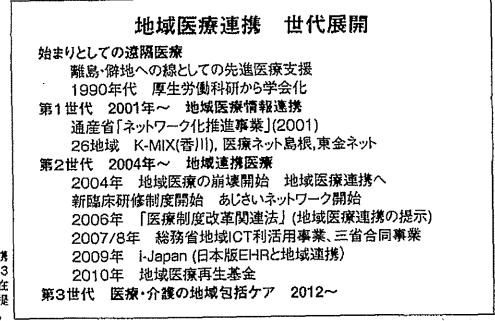 地域医療連携 世代展開
始まりとしての遠隔医療
離島・僻地への線としての先進医療支援
1990年代 厚生労働科研から学会化
第1世代 2001年～ 地域医療情報連携
通産省「ネットワーク化推進事業」(2001)
26地域 K-MIX(香川), 医療ネット島根,東金ネット
第2世代 2004年～ 地域連携医療
2004年 地域医療の崩壊開始 地域医療連携へ
新臨床研修制度開始 あじさいネットワーク開始
2006年 「医療制度改革関連法」(地域医療連携の提示)
2007/8年 総務省地域ICT利活用事業、三省合同事業
2009年 i-Japan (日本版EHRと地域連携)
2010年 地域医療再生基金
第3世代 医療・介護の地域包括ケア 2012～
3
在
提